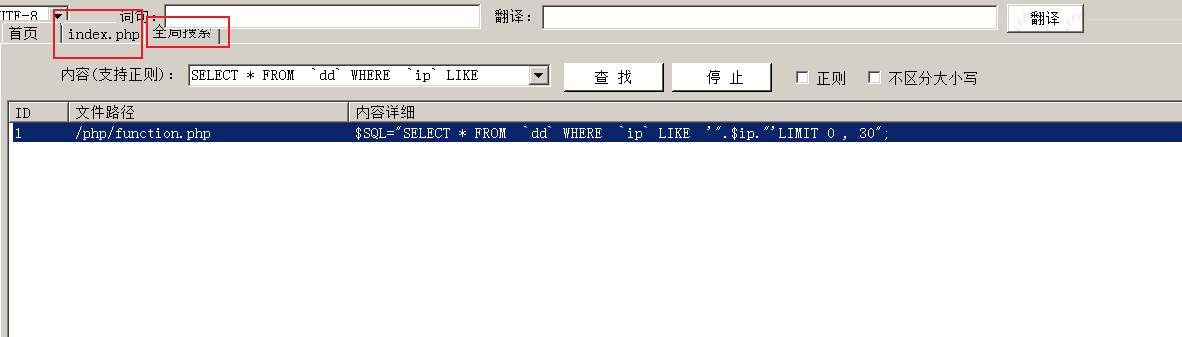 UTF-8 词句: 翻译: 翻译
首页 index.php 全局搜索
内容(支持正则): SELECT * FROM `dd` WHERE `ip` LIKE 查 找 停 止 正则 不区分大小写
ID 文件路径 内容详细
1 /php/function.php $SQL="SELECT * FROM `dd` WHERE `ip` LIKE '".$ip."'LIMIT 0 , 30";